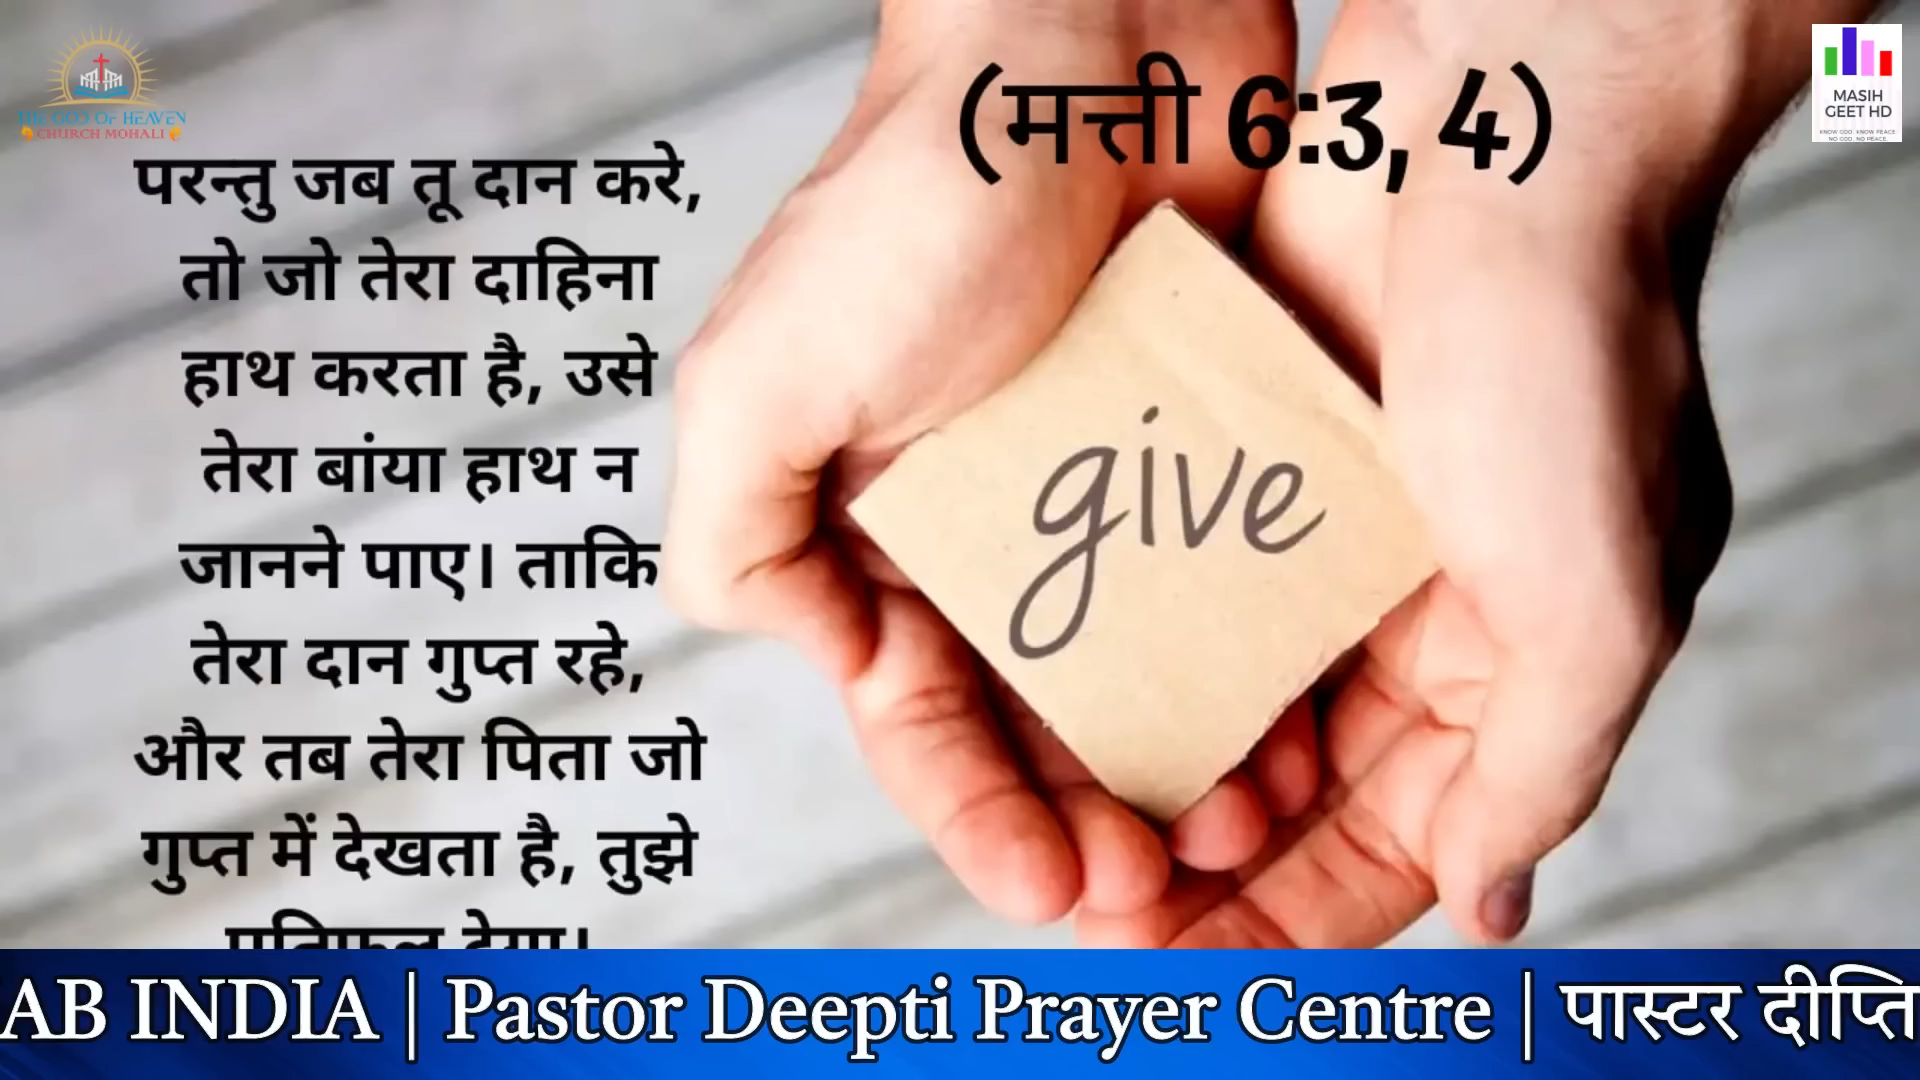 THE GOD OF HEAVEN
CHURCH MOHALI
(मत्ती 6:3, 4)
MASIH
GEET HD
KNOW GOD. KNOW PEACE.
NO GOD. NO PEACE.
परन्तु जब तू दान करे,
तो जो तेरा दाहिना
हाथ करता है, उसे
तेरा बांया हाथ न
जानने पाए। ताकि
तेरा दान गुप्त रहे,
और तब तेरा पिता जो
गुप्त में देखता है, तुझे
give
AB INDIA | Pastor Deepti Prayer Centre | पास्टर दीप्ति